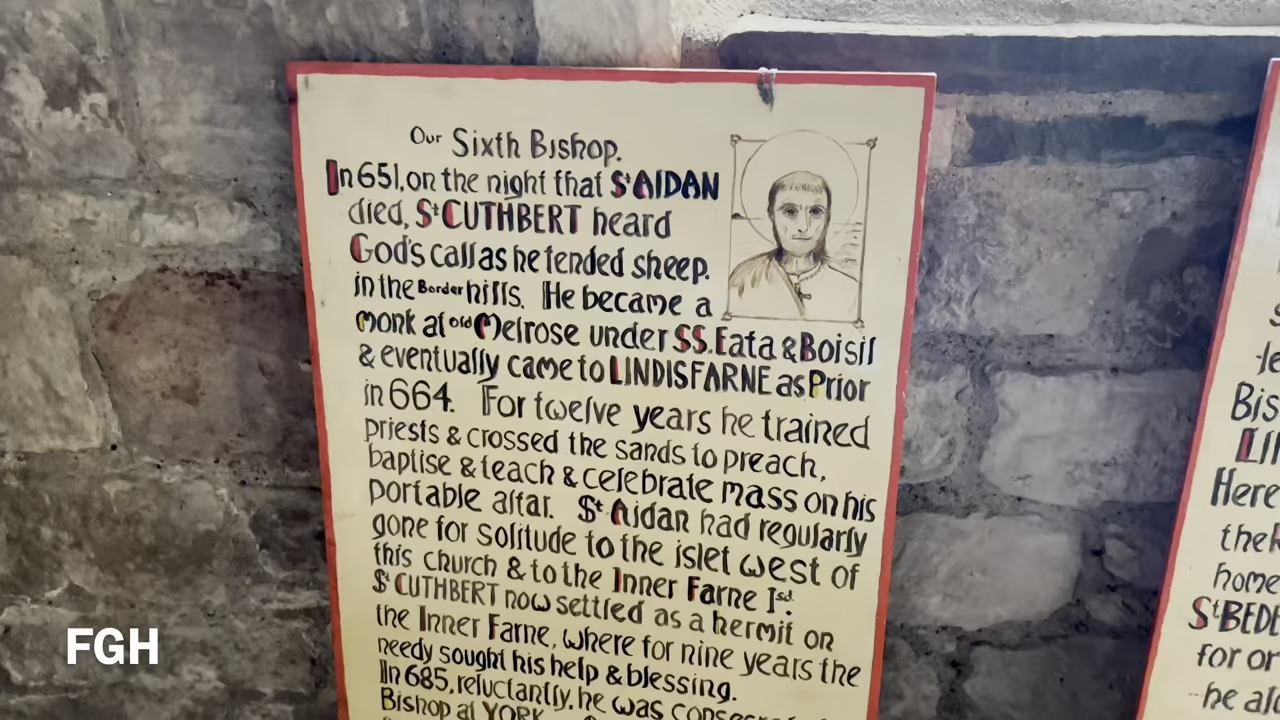 Our Sixth Bishop.
In 651, on the night that St AIDAN
died, St CUTHBERT heard
God's call as he tended sheep.
in the Border hills. He became a
monk at old Melrose under SS. Eata & Boisil
& eventually came to LINDISFARNE as Prior
in 664. For twelve years he trained
priests & crossed the sands to preach,
baptise & teach & celebrate mass on his
portable altar. St Aidan had regularly
gone for solitude to the islet west of
this church & to the Inner Farne Isd.
St CUTHBERT now settled as a hermit on
the Inner Farne, where for nine years the
needy sought his help & blessing.
In 685, reluctantly, he was
Bishop at YORK
Bis
Here
home
St BEDE
for or
FGH